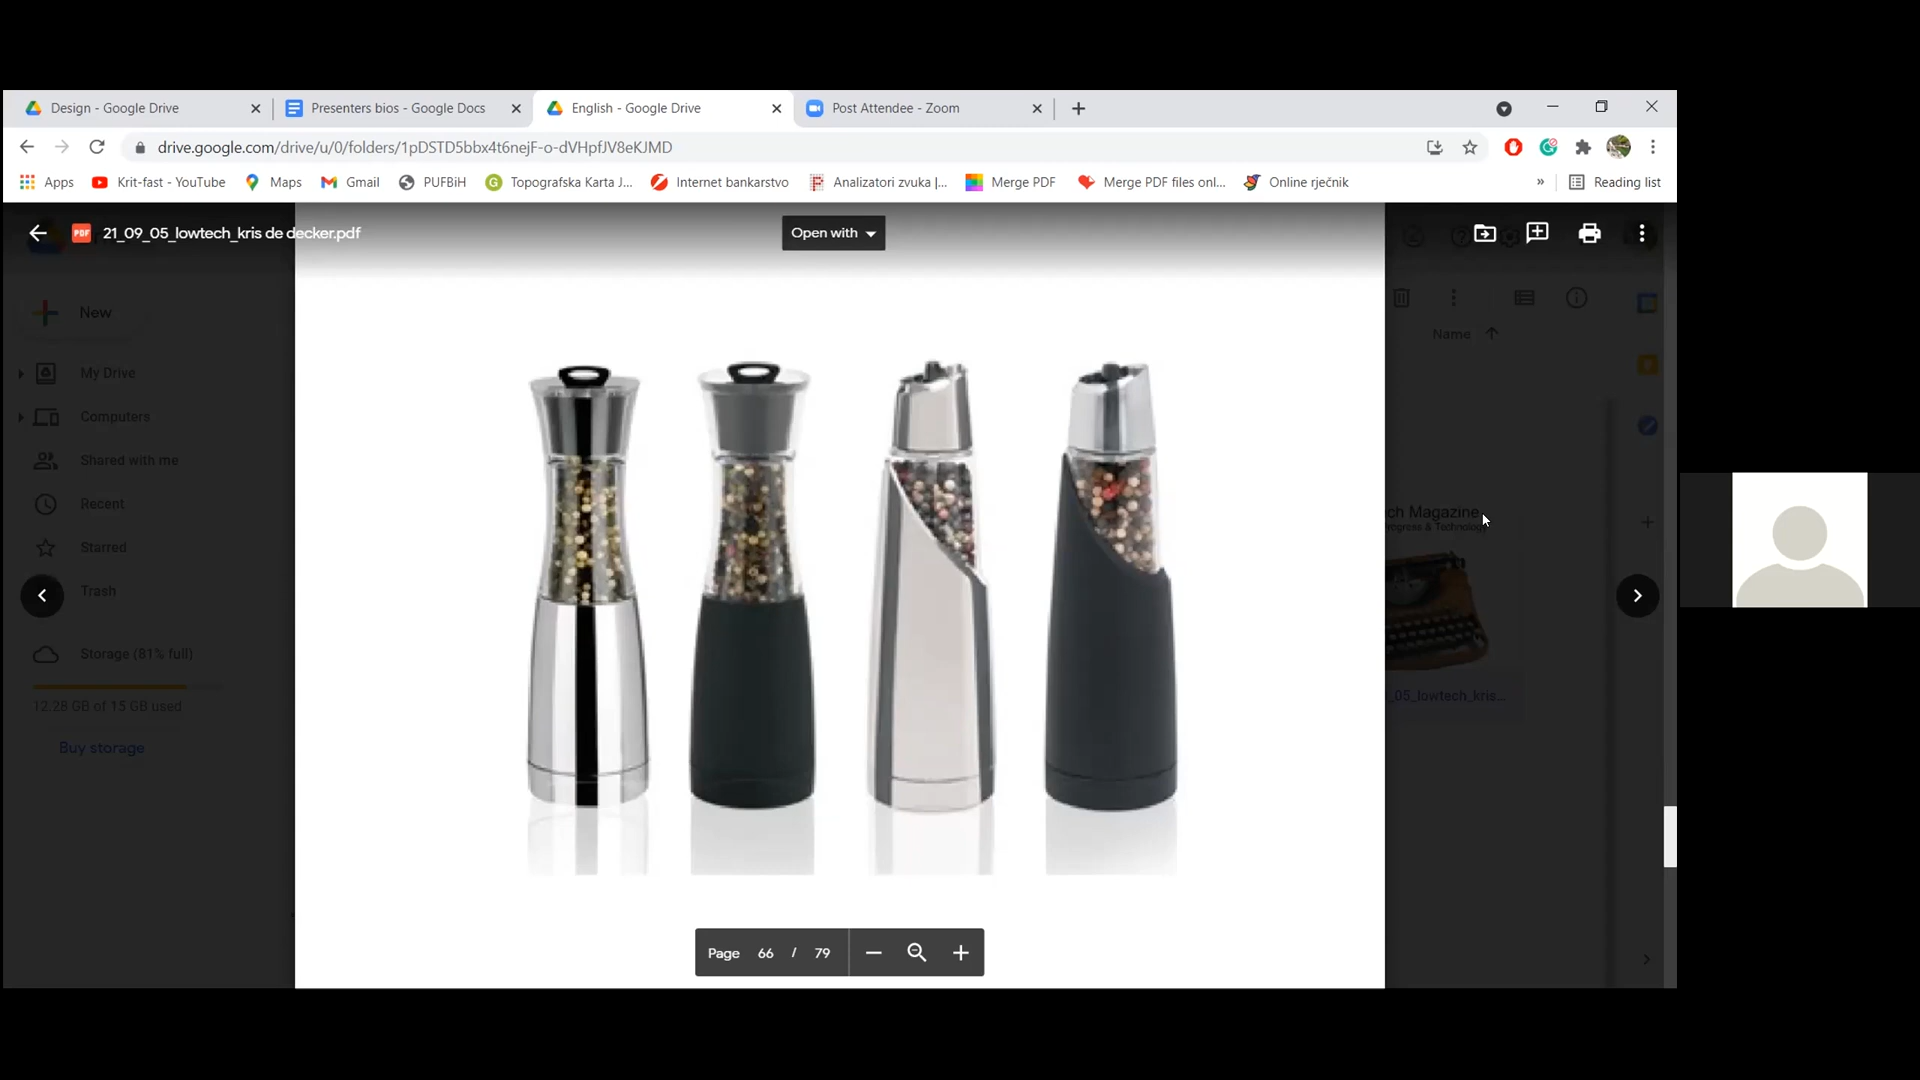 Design - Google Drive
Presenters bios - Google Docs
English - Google Drive
Post Attendee - Zoom
drive.google.com/drive/u/0/folders/1pDSTD5bbx4t6nejF-o-dVHpfJV8eKJMD
Apps
Krit-fast - YouTube
Maps
Gmail
PUFBiH
Topografska Karta J...
Internet bankarstvo
Analizatori zvuka |...
Merge PDF
Merge PDF files onl...
Online rječnik
»
Reading list
PDF
21_09_05_lowtech_kris de decker.pdf
Open with
New
Name
My Drive
Computers
Shared with me
Recent
Starred
ech Magazine
Progress & Technology
Trash
Storage (81% full)
_05_lowtech_kris...
12.28 GB of 15 GB used
Buy storage
Page 66 / 79